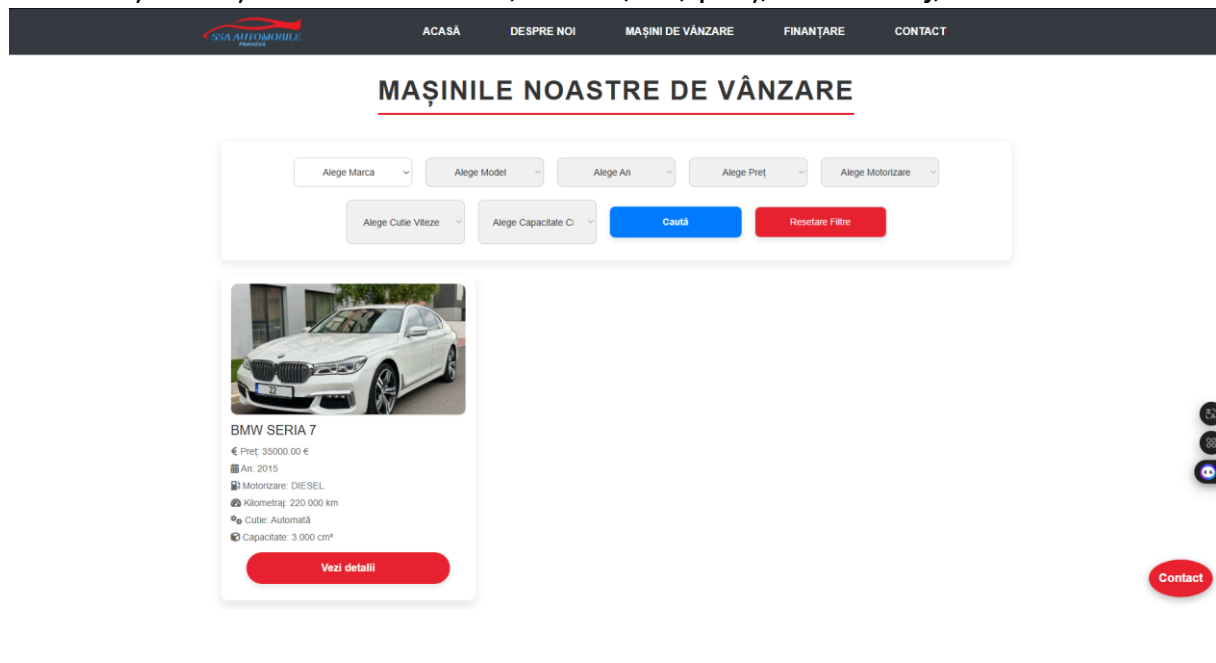 SSA AUTOMOBILE
PRAHOVA
ACASĂ DESPRE NOI MAȘINI DE VÂNZARE FINANȚARE CONTACT
MAȘINILE NOASTRE DE VÂNZARE
Alege Marca Alege Model Alege An Alege Preț Alege Motorizare
Alege Cutie Viteze Alege Capacitate Ci Caută Resetare Filtre
22
BMW SERIA 7
€ Preț: 35000.00 €
An: 2015
Motorizare: DIESEL
Kilometraj: 220.000 km
Cutie: Automată
Capacitate: 3.000 cm³
Vezi detalii
Contact